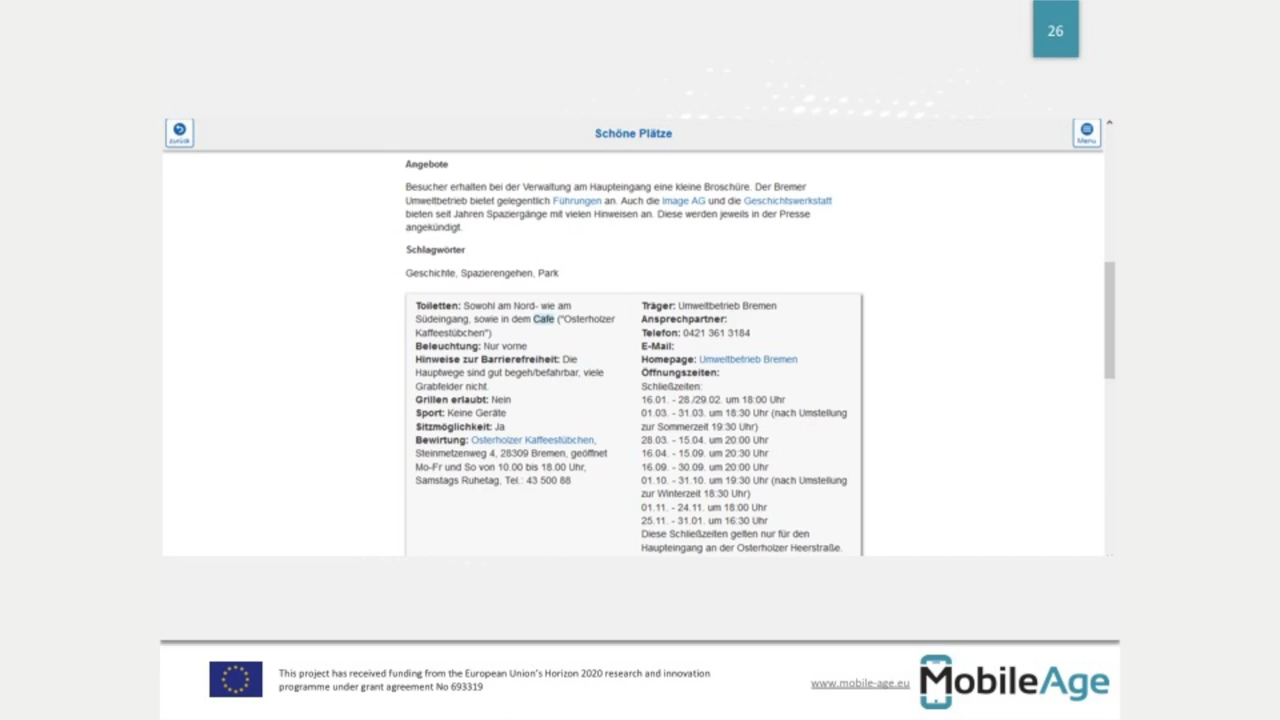 26
zurück
Schöne Plätze
Menu
Angebote
Besucher erhalten bei der Verwaltung am Haupteingang eine kleine Broschüre. Der Bremer
Umweltbetrieb bietet gelegentlich Führungen an. Auch die Image AG und die Geschichtswerkstatt
bieten seit Jahren Spaziergänge mit vielen Hinweisen an. Diese werden jeweils in der Presse
angekündigt.
Schlagwörter
Geschichte, Spazierengehen, Park
Toiletten: Sowohl am Nord- wie am
Südeingang, sowie in dem Cafe ("Osterholzer
Kaffeestübchen")
Beleuchtung: Nur vorne
Hinweise zur Barrierefreiheit: Die
Hauptwege sind gut begeh/befahrbar, viele
Grabfelder nicht.
Grillen erlaubt: Nein
Sport: Keine Geräte
Sitzmöglichkeit: Ja
Bewirtung: Osterholzer Kaffeestübchen,
Steinmetzenweg 4, 28309 Bremen, geöffnet
Mo-Fr und So von 10.00 bis 18.00 Uhr,
Samstags Ruhetag, Tel.: 43 500 88
Träger: Umweltbetrieb Bremen
Ansprechpartner:
Telefon: 0421 361 3184
E-Mail:
Homepage: Umweltbetrieb Bremen
Öffnungszeiten:
Schließzeiten:
16.01. - 28./29.02. um 18:00 Uhr
01.03. - 31.03. um 18:30 Uhr (nach Umstellung
zur Sommerzeit 19:30 Uhr)
28.03. - 15.04. um 20:00 Uhr
16.04. - 15.09. um 20:30 Uhr
16.09. - 30.09. um 20:00 Uhr
01.10. - 31.10. um 19:30 Uhr (nach Umstellung
zur Winterzeit 18:30 Uhr)
01.11. - 24.11. um 18:00 Uhr
25.11. - 31.01. um 16:30 Uhr
Diese Schließzeiten gelten nur für den
Haupteingang an der Osterholzer Heerstraße.
This project has received funding from the European Union's Horizon 2020 research and innovation
programme under grant agreement No 693319
www.mobile-age.eu
MobileAge